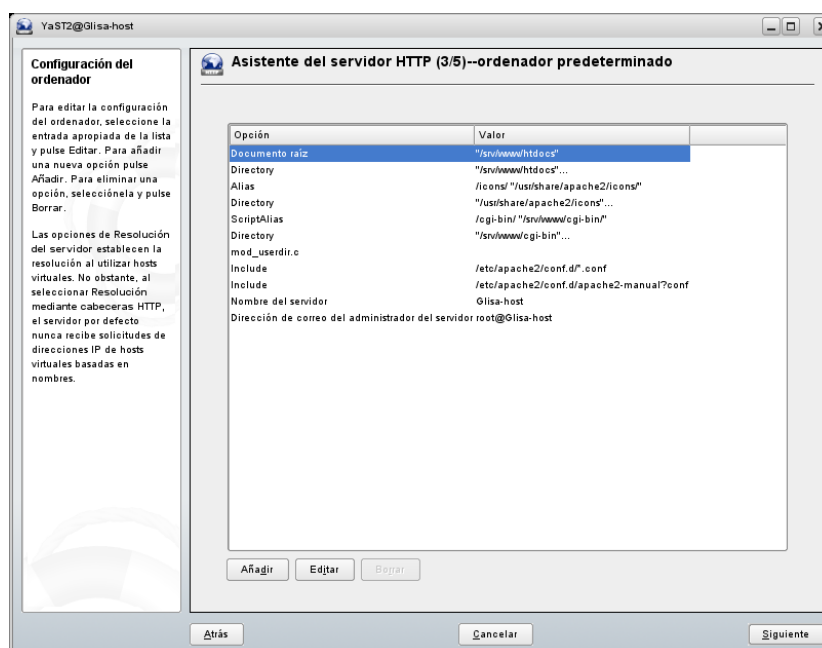 YaST2@Glisa-host
Configuración del
ordenador
Para editar la configuración
del ordenador, seleccione la
entrada apropiada de la lista
y pulse Editar. Para añadir
una nueva opción pulse
Añadir. Para eliminar una
opción, selecciónela y pulse
Borrar.
Las opciones de Resolución
del servidor establecen la
resolución al utilizar hosts
virtuales. No obstante, al
seleccionar Resolución
mediante cabeceras HTTP,
el servidor por defecto
nunca recibe solicitudes de
direcciones IP de hosts
virtuales basadas en
nombres.
Asistente del servidor HTTP (3/5)--ordenador predeterminado
Opción Valor
Documento raíz "/srv/www/htdocs"
Directory "/srv/www/htdocs"...
Alias /icons/ "/usr/share/apache2/icons/"
Directory "/usr/share/apache2/icons"...
ScriptAlias /cgi-bin/ "/srv/www/cgi-bin/"
Directory "/srv/www/cgi-bin"...
mod_userdir.c
Include /etc/apache2/conf.d/*.conf
Include /etc/apache2/conf.d/apache2-manual?conf
Nombre del servidor Glisa-host
Dirección de correo del administrador del servidor root@Glisa-host
Añadir Editar Borrar
Atrás Cancelar Siguiente